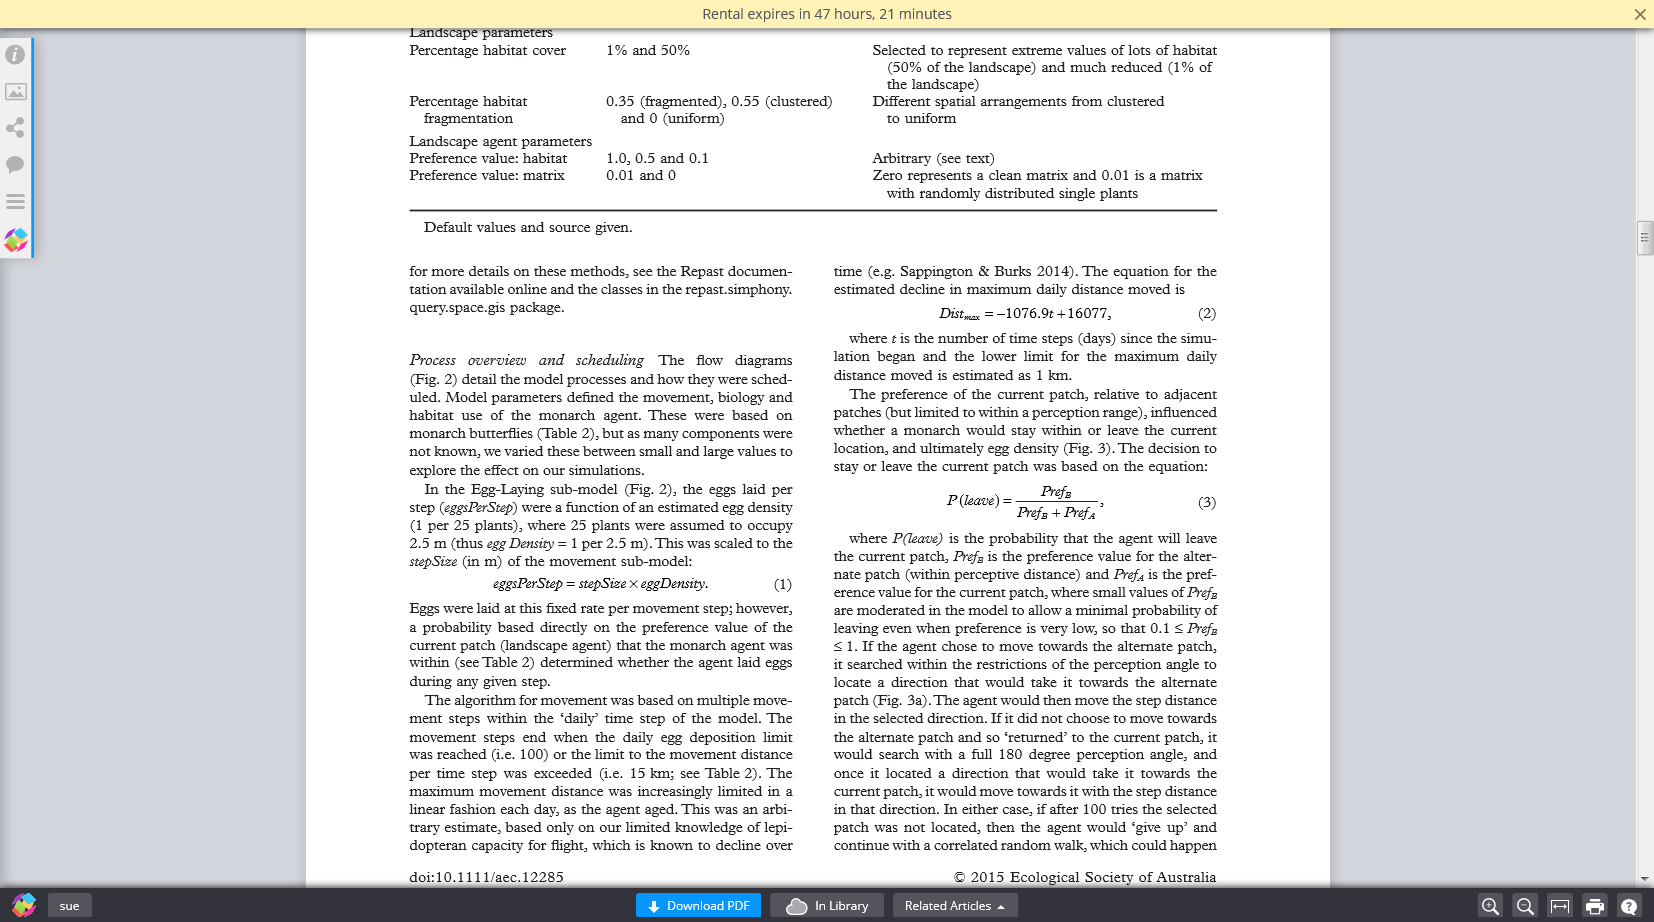 Rental expires in 47 hours, 21 minutes
Landscape parameters
Percentage habitat cover 1% and 50% Selected to represent extreme values of lots of habitat
(50% of the landscape) and much reduced (1% of
the landscape)
Percentage habitat 0.35 (fragmented), 0.55 (clustered) Different spatial arrangements from clustered
fragmentation and 0 (uniform) to uniform
Landscape agent parameters
Preference value: habitat 1.0, 0.5 and 0.1 Arbitrary (see text)
Preference value: matrix 0.01 and 0 Zero represents a clean matrix and 0.01 is a matrix
with randomly distributed single plants
Default values and source given.
for more details on these methods, see the Repast documen-
tation available online and the classes in the repast.simphony.
query.space.gis package.
Process overview and scheduling The flow diagrams
(Fig. 2) detail the model processes and how they were sched-
uled. Model parameters defined the movement, biology and
habitat use of the monarch agent. These were based on
monarch butterflies (Table 2), but as many components were
not known, we varied these between small and large values to
explore the effect on our simulations.
In the Egg-Laying sub-model (Fig. 2), the eggs laid per
step (eggsPerStep) were a function of an estimated egg density
(1 per 25 plants), where 25 plants were assumed to occupy
2.5 m (thus egg Density = 1 per 2.5 m). This was scaled to the
stepSize (in m) of the movement sub-model:
eggsPerStep = stepSize × eggDensity. (1)
Eggs were laid at this fixed rate per movement step; however,
a probability based directly on the preference value of the
current patch (landscape agent) that the monarch agent was
within (see Table 2) determined whether the agent laid eggs
during any given step.
The algorithm for movement was based on multiple move-
ment steps within the ‘daily’ time step of the model. The
movement steps end when the daily egg deposition limit
was reached (i.e. 100) or the limit to the movement distance
per time step was exceeded (i.e. 15 km; see Table 2). The
maximum movement distance was increasingly limited in a
linear fashion each day, as the agent aged. This was an arbi-
trary estimate, based only on our limited knowledge of lepi-
dopteran capacity for flight, which is known to decline over
time (e.g. Sappington & Burks 2014). The equation for the
estimated decline in maximum daily distance moved is
Dist max = −1076.9t + 16077, (2)
where t is the number of time steps (days) since the simu-
lation began and the lower limit for the maximum daily
distance moved is estimated as 1 km.
The preference of the current patch, relative to adjacent
patches (but limited to within a perception range), influenced
whether a monarch would stay within or leave the current
location, and ultimately egg density (Fig. 3). The decision to
stay or leave the current patch was based on the equation:
P(leave) = Pref B / (Pref B + Pref A), (3)
where P(leave) is the probability that the agent will leave
the current patch, Pref B is the preference value for the alter-
nate patch (within perceptive distance) and Pref A is the pref-
erence value for the current patch, where small values of Pref B
are moderated in the model to allow a minimal probability of
leaving even when preference is very low, so that 0.1 ≤ Pref B
≤ 1. If the agent chose to move towards the alternate patch,
it searched within the restrictions of the perception angle to
locate a direction that would take it towards the alternate
patch (Fig. 3a). The agent would then move the step distance
in the selected direction. If it did not choose to move towards
the alternate patch and so ‘returned’ to the current patch, it
would search with a full 180 degree perception angle, and
once it located a direction that would take it towards the
current patch, it would move towards it with the step distance
in that direction. In either case, if after 100 tries the selected
patch was not located, then the agent would ‘give up’ and
continue with a correlated random walk, which could happen
doi:10.1111/aec.12285 © 2015 Ecological Society of Australia
sue Download PDF In Library Related Articles